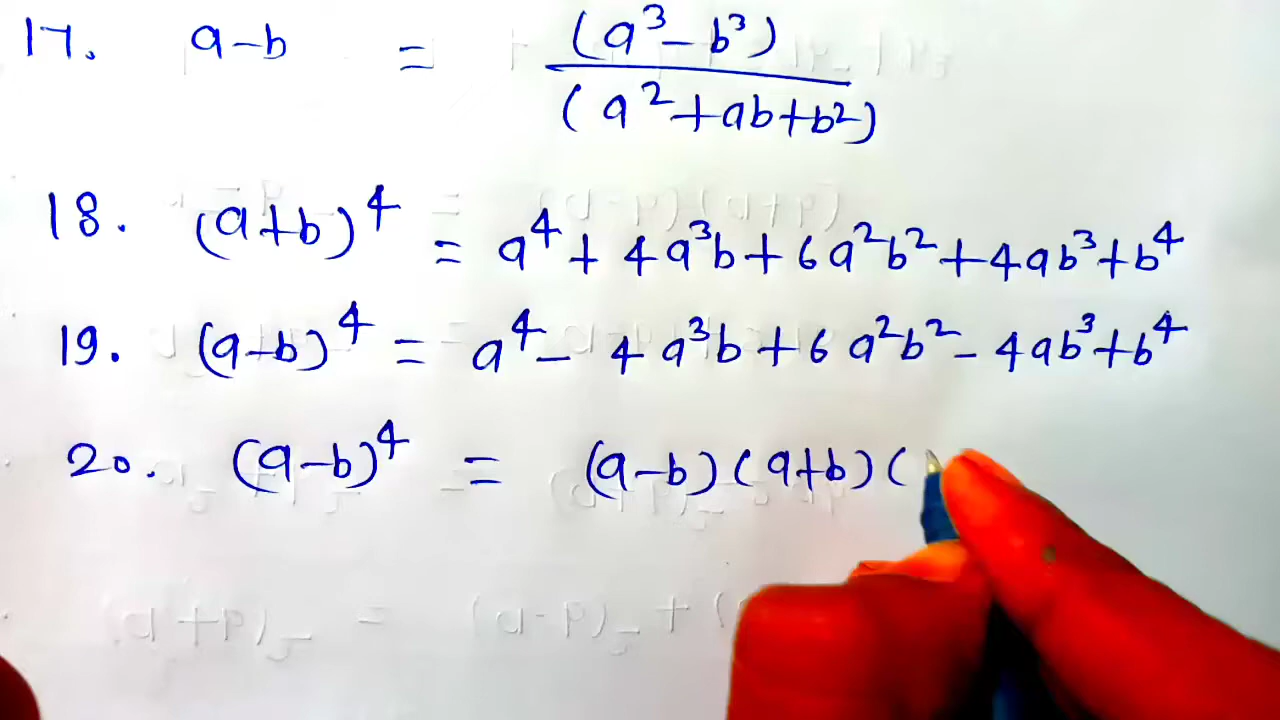 17. a-b = (a³-b³) / (a²+ab+b²)
18. (a+b)⁴ = a⁴ + 4a³b + 6a²b² + 4ab³ + b⁴
19. (a-b)⁴ = a⁴ - 4a³b + 6a²b² - 4ab³ + b⁴
20. (a-b)⁴ = (a-b)(a+b)(